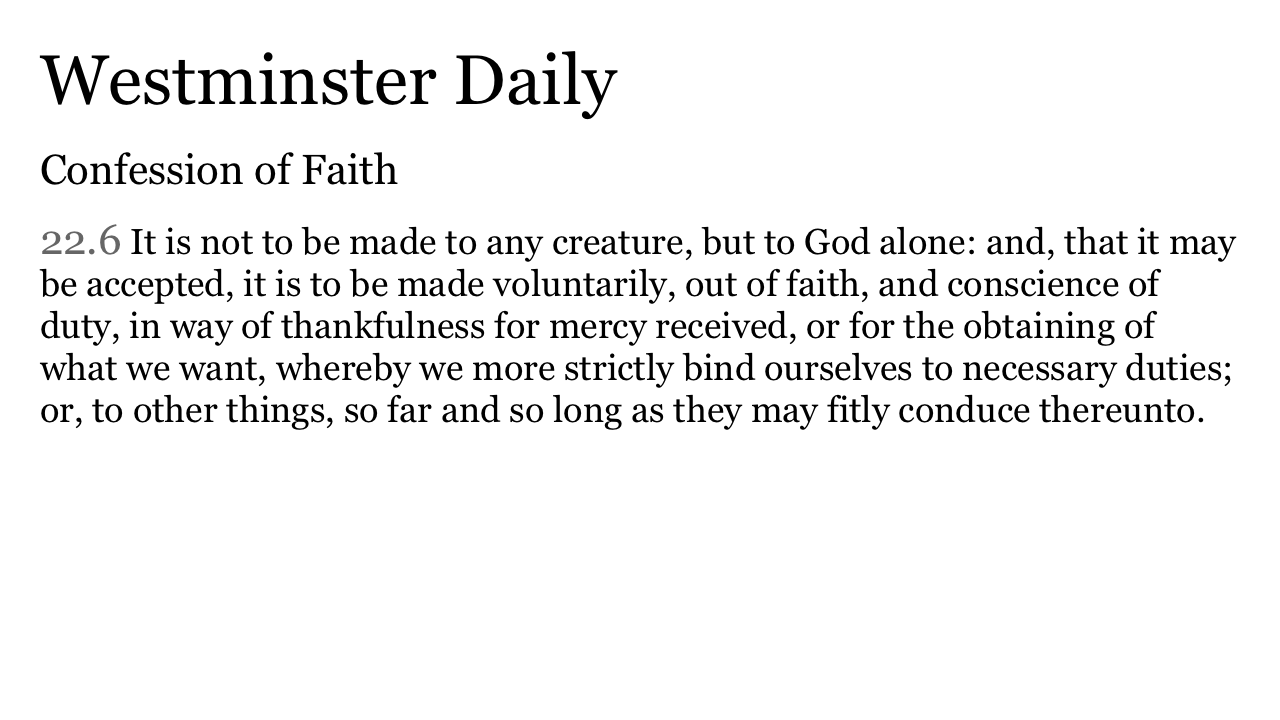 Westminster Daily
Confession of Faith
22.6 It is not to be made to any creature, but to God alone: and, that it may
be accepted, it is to be made voluntarily, out of faith, and conscience of
duty, in way of thankfulness for mercy received, or for the obtaining of
what we want, whereby we more strictly bind ourselves to necessary duties;
or, to other things, so far and so long as they may fitly conduce thereunto.